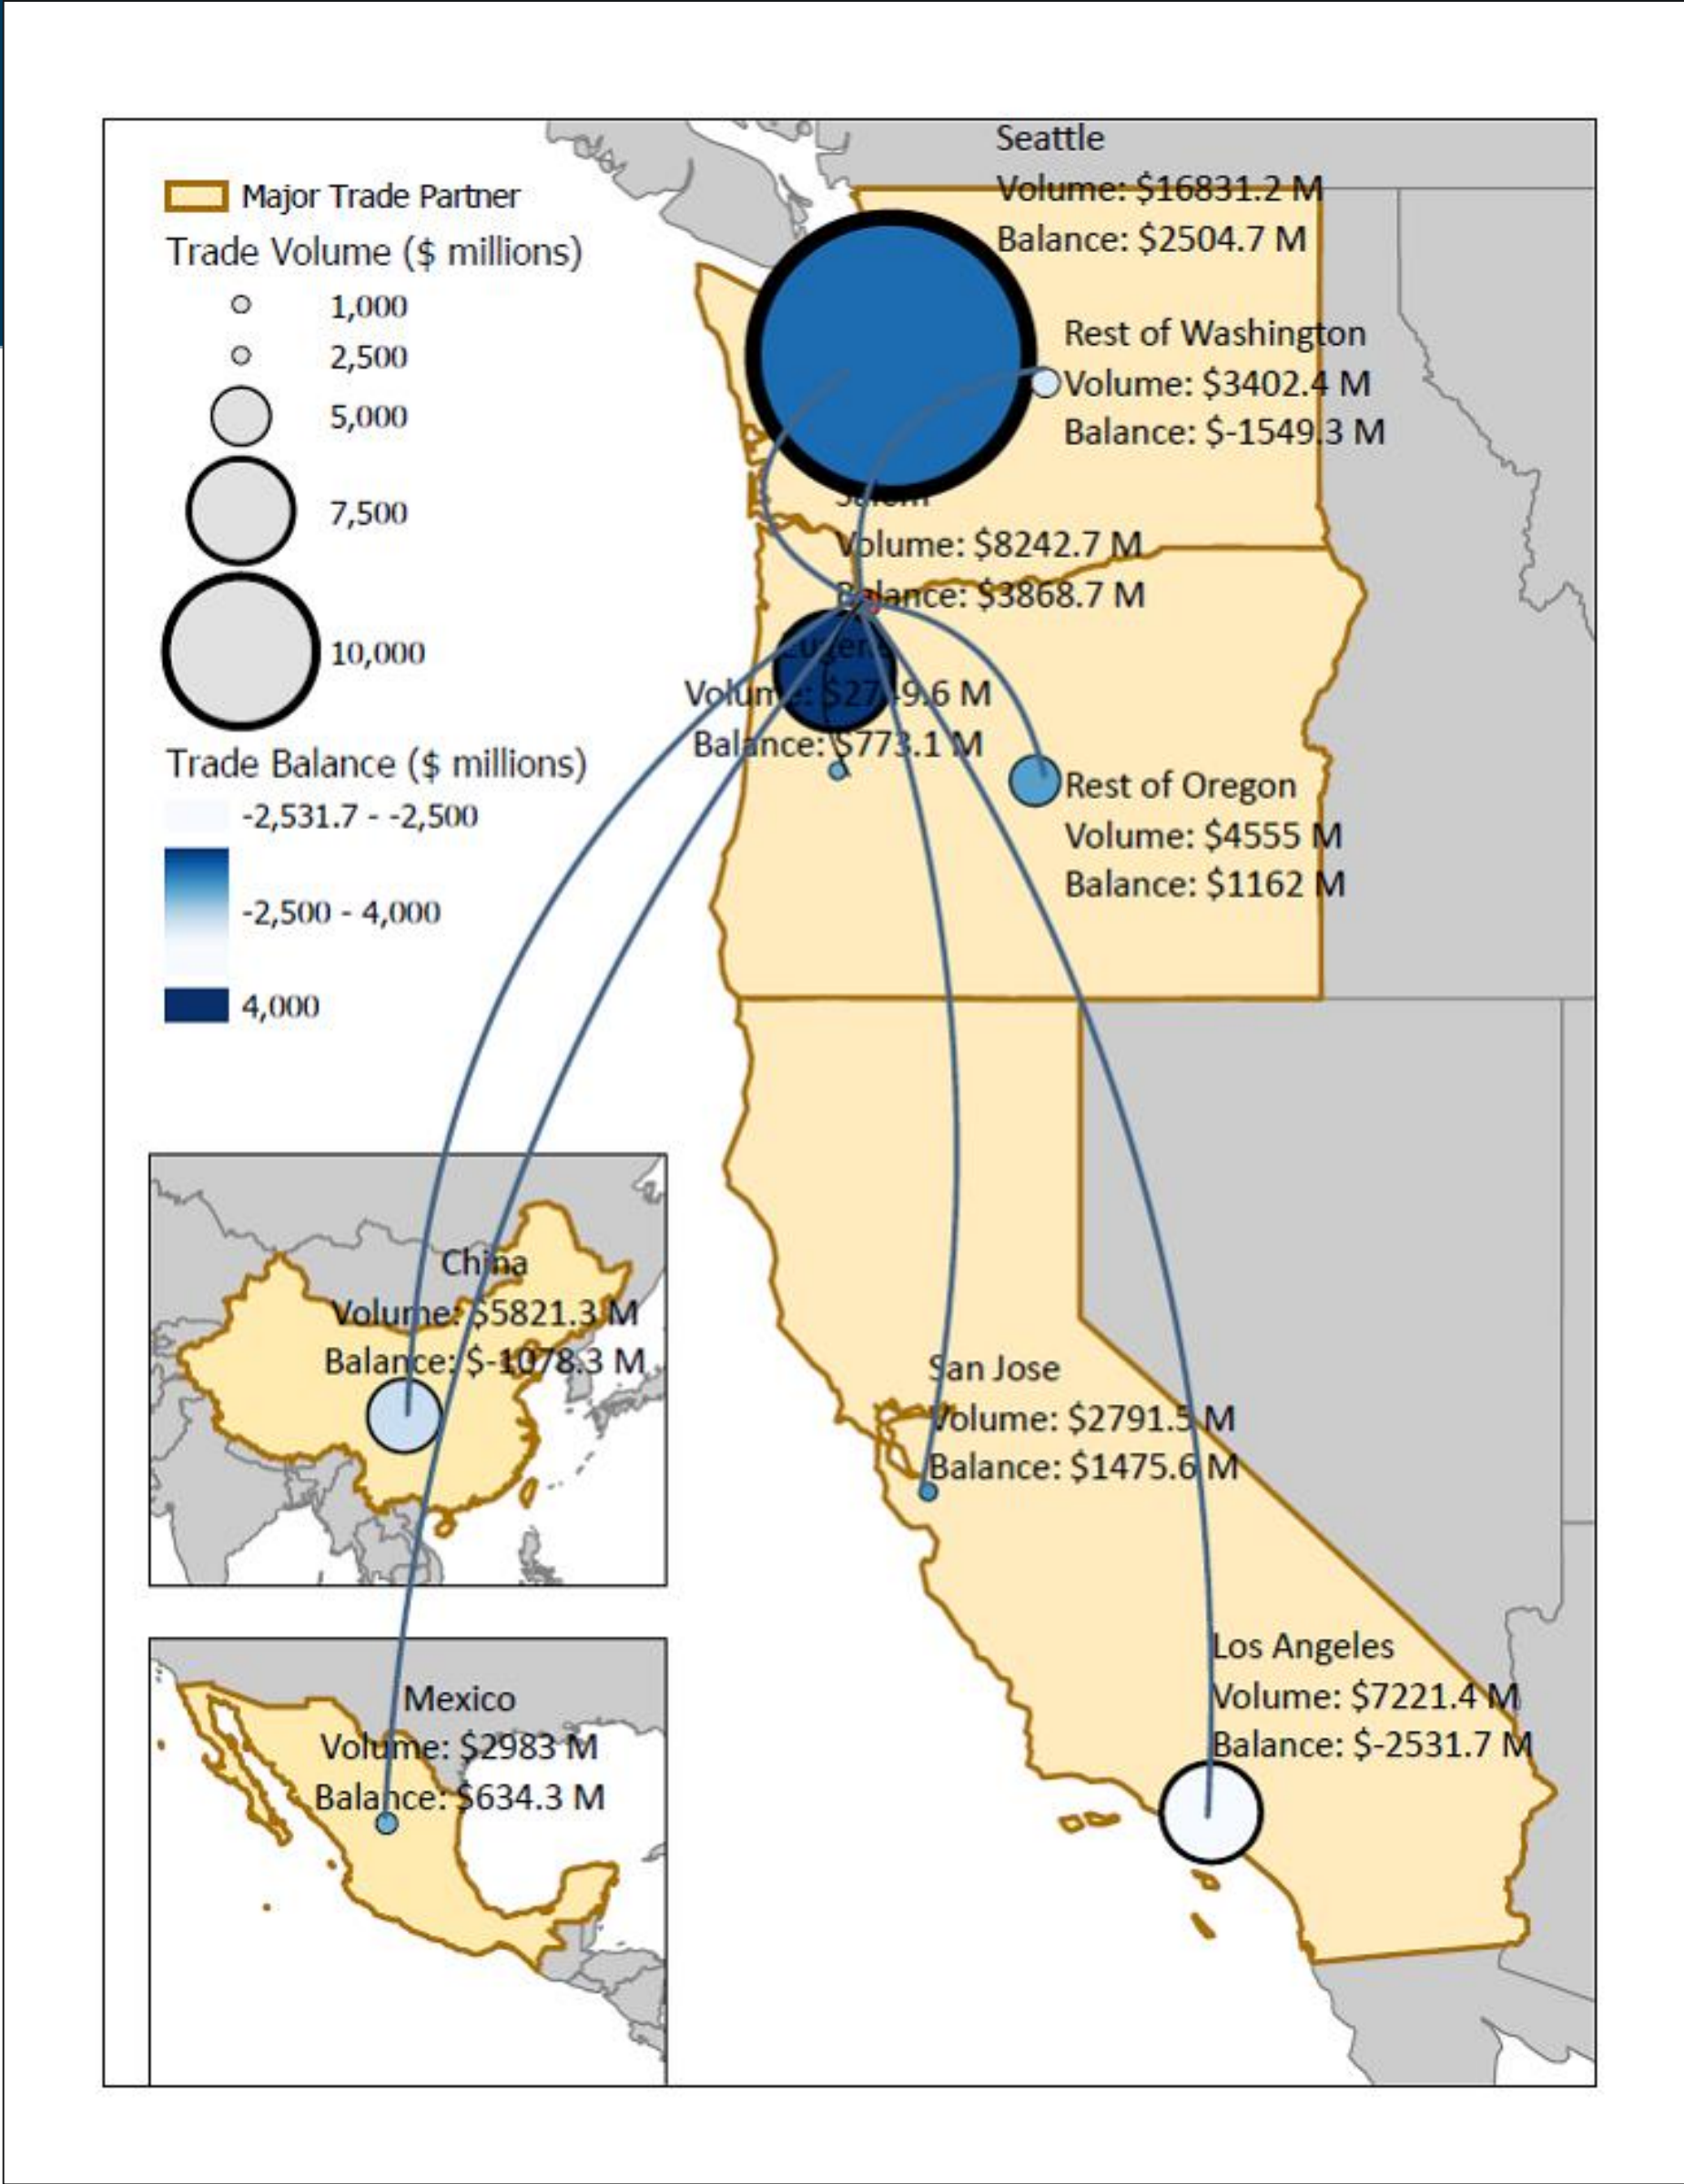 Major Trade Partner
Trade Volume ($ millions)
1,000
2,500
5,000
7,500
10,000
Trade Balance ($ millions)
-2,531.7 - -2,500
-2,500 - 4,000
4,000
Seattle
Volume: $16831.2 M
Balance: $2504.7 M
Rest of Washington
Volume: $3402.4 M
Balance: $-1549.3 M
Salem
Volume: $8242.7 M
Balance: $3868.7 M
Eugene
Volume: 
Balance: $773.1 M
Rest of Oregon
Volume: $4555 M
Balance: $1162 M
China
Volume: $5821.3 M
Balance: $-1078.3 M
San Jose
Volume: $2791.5 M
Balance: $1475.6 M
Los Angeles
Volume: $7221.4 M
Balance: $-2531.7 M
Mexico
Volume: $2983 M
Balance: $634.3 M